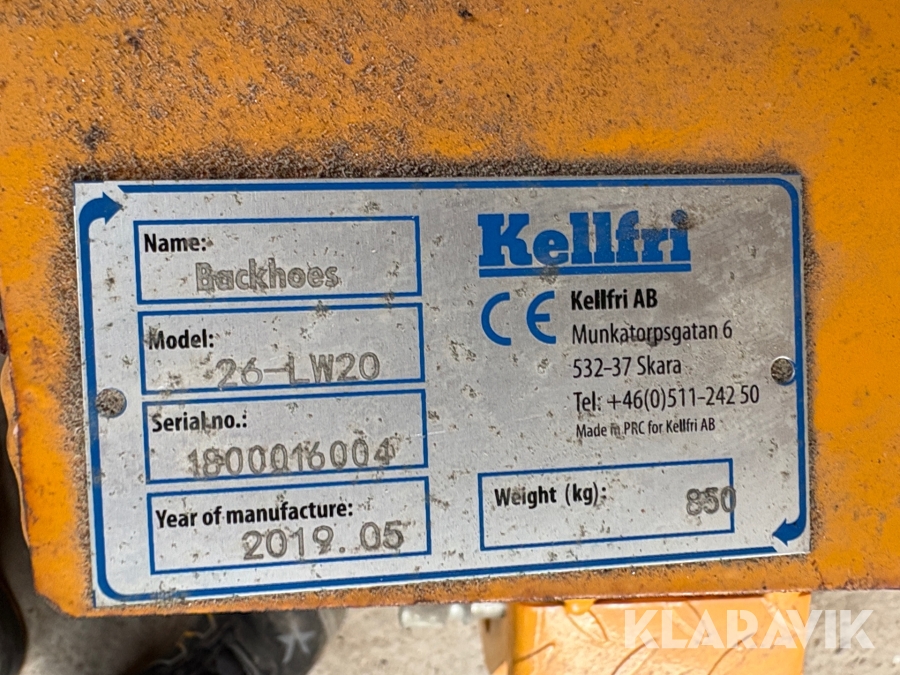 Name:
Backhoes
Model:
26-LW20
Serial no.:
1800016004
Year of manufacture:
2019.05
Kellfri
CE
Kellfri AB
Munkatorpsgatan 6
532-37 Skara
Tel: +46(0)511-242 50
Made in PRC for Kellfri AB
Weight (kg):
850
KLARAVIK